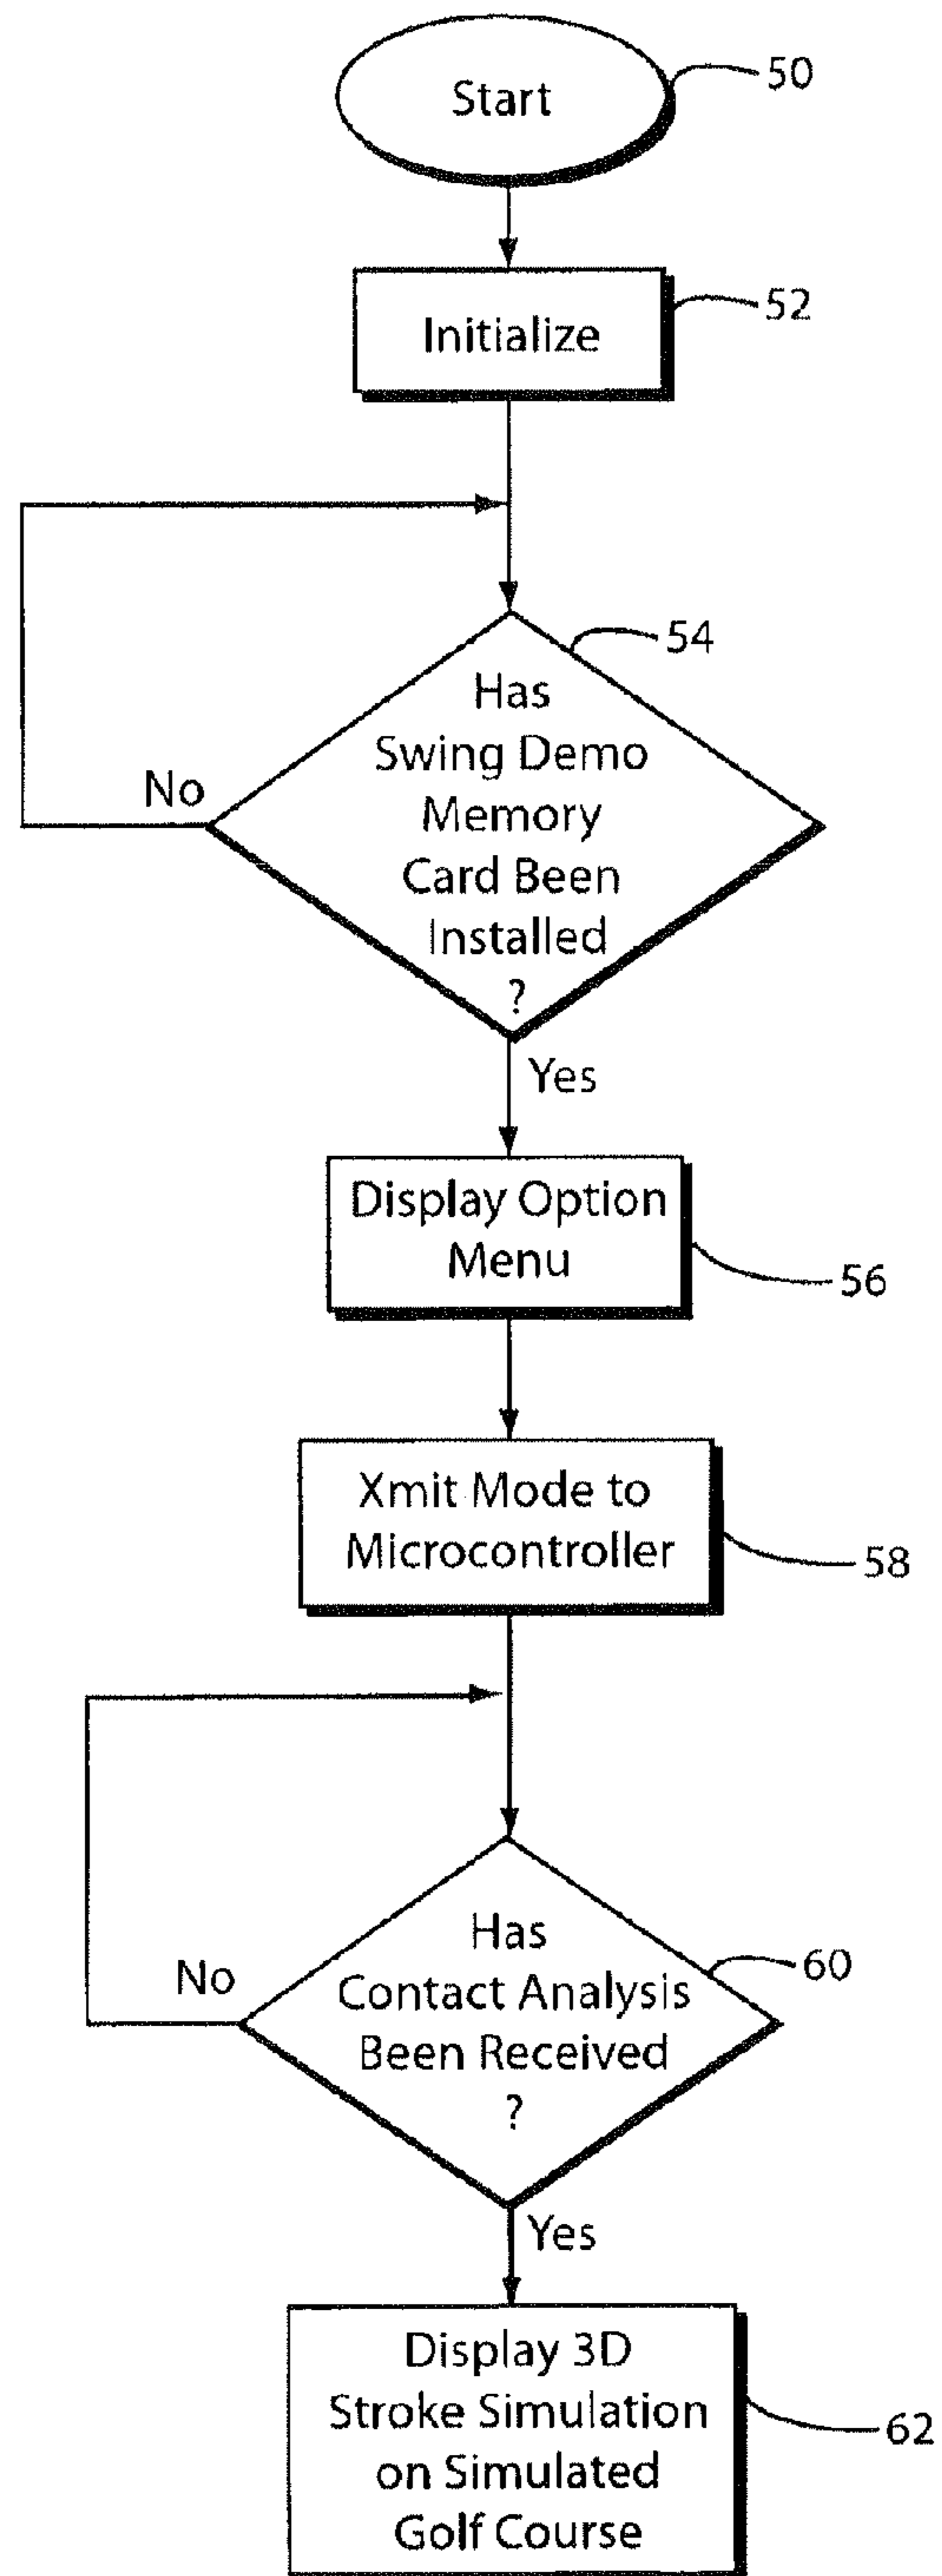 Start
50
Initialize
52
54
Has
Swing Demo
Memory
Card Been
Installed
?
No
Yes
Display Option
Menu
56
Xmit Mode to
Microcontroller
58
Has
Contact Analysis
Been Received
?
60
No
Yes
Display 3D
Stroke Simulation
on Simulated
Golf Course
62